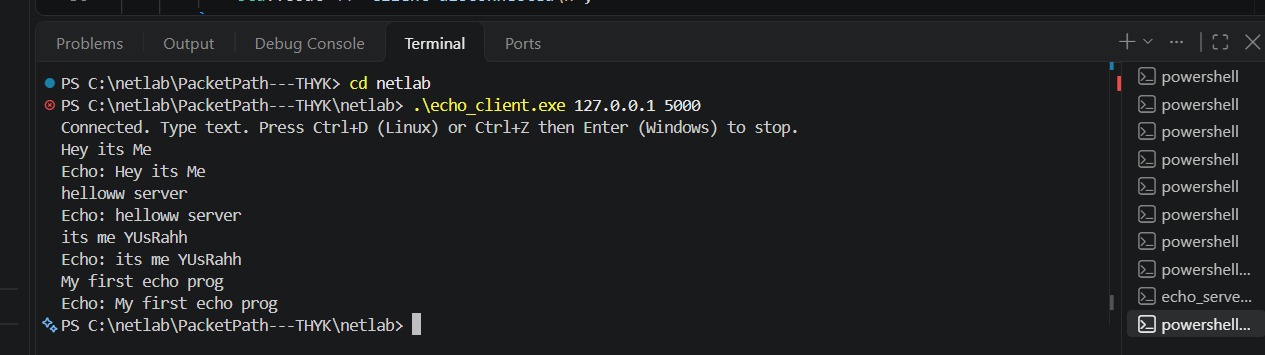 Problems Output Debug Console Terminal Ports
PS C:\netlab\PacketPath---THYK> cd netlab
PS C:\netlab\PacketPath---THYK\netlab> .\echo_client.exe 127.0.0.1 5000
Connected. Type text. Press Ctrl+D (Linux) or Ctrl+Z then Enter (Windows) to stop.
Hey its Me
Echo: Hey its Me
helloww server
Echo: helloww server
its me YUsRahh
Echo: its me YUsRahh
My first echo prog
Echo: My first echo prog
PS C:\netlab\PacketPath---THYK\netlab>
powershell
powershell
powershell
powershell
powershell
powershell
powershell
powershell...
echo_serve...
powershell...